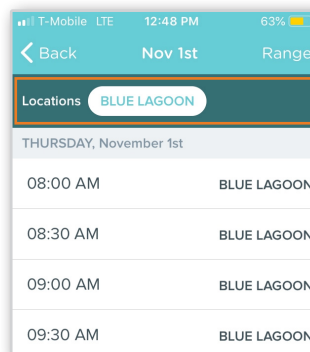 T-Mobile LTE 12:48 PM 63%
Back Nov 1st Range
Locations BLUE LAGOON
THURSDAY, November 1st
08:00 AM BLUE LAGOON
08:30 AM BLUE LAGOON
09:00 AM BLUE LAGOON
09:30 AM BLUE LAGOON